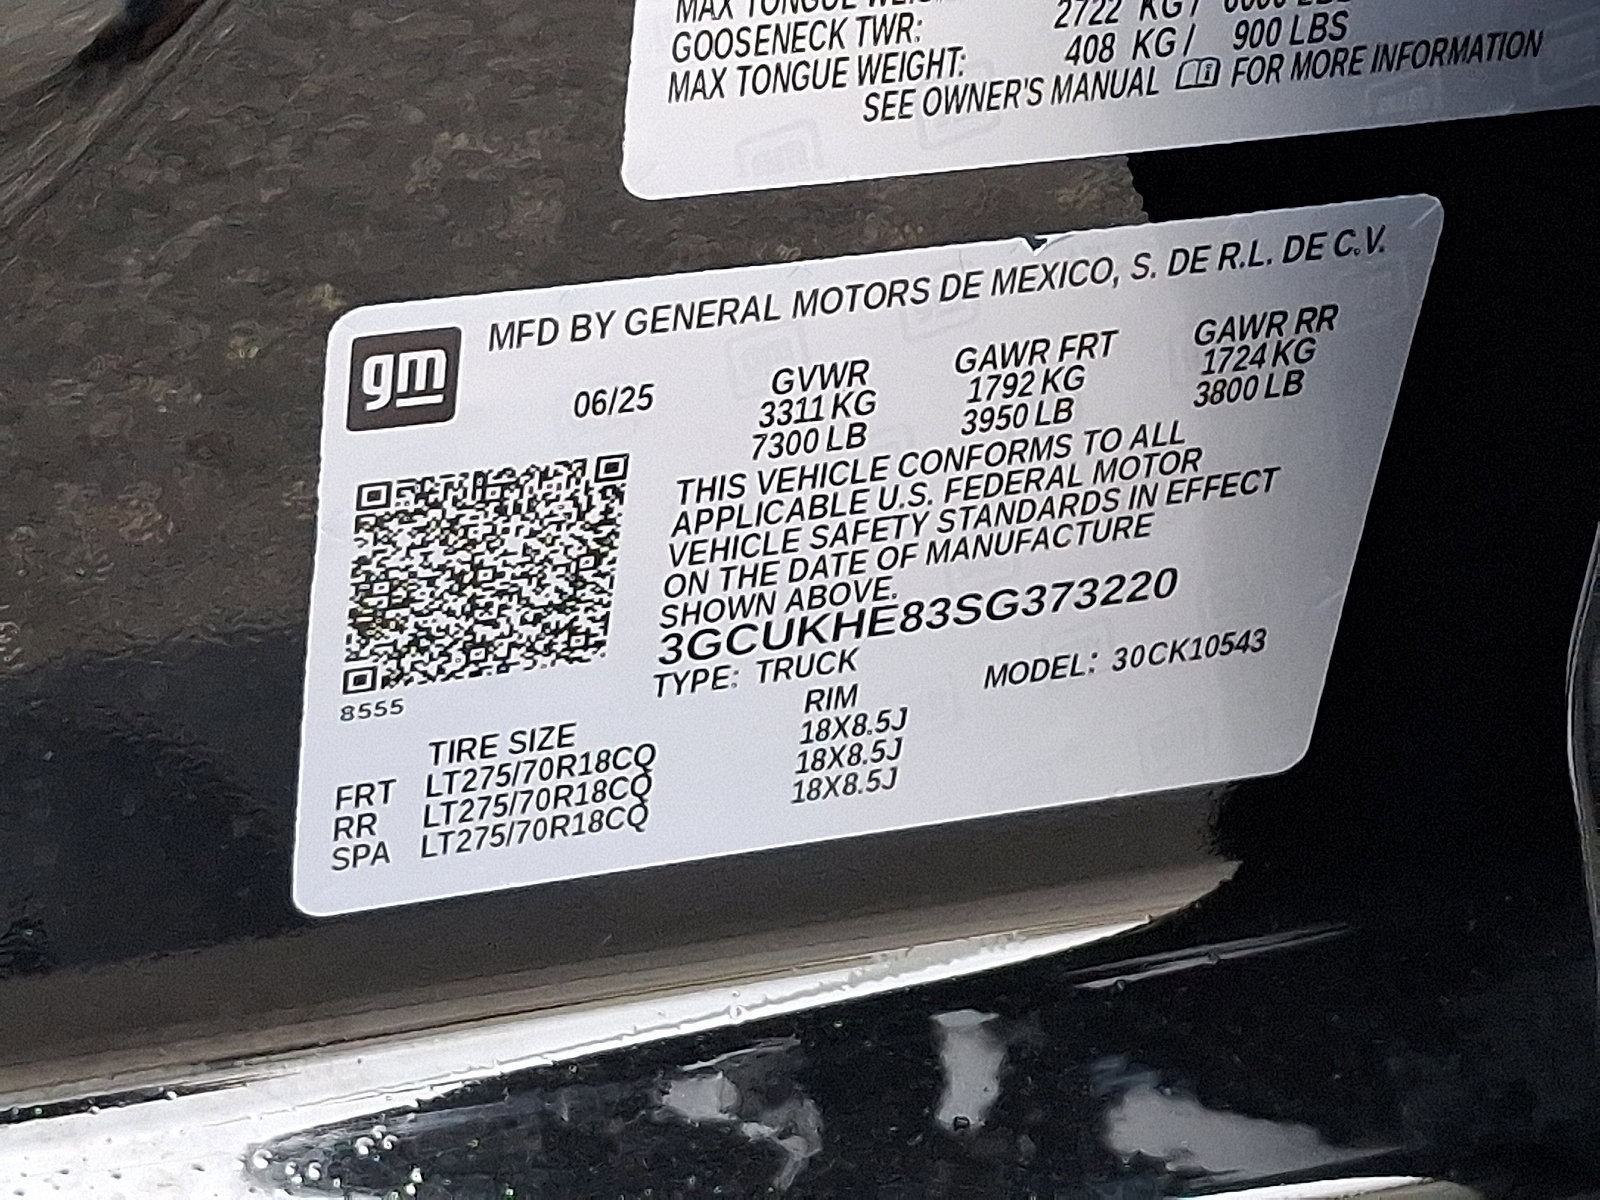 MAX TONGUE
2722 KG /
GOOSENECK TWR: 408 KG / 900 LBS
MAX TONGUE WEIGHT:
SEE OWNER'S MANUAL FOR MORE INFORMATION
gm
MFD BY GENERAL MOTORS DE MEXICO, S. DE R.L. DE C.V.
06/25 GVWR GAWR FRT GAWR RR
3311 KG 1792 KG 1724 KG
7300 LB 3950 LB 3800 LB
THIS VEHICLE CONFORMS TO ALL
APPLICABLE U.S. FEDERAL MOTOR
VEHICLE SAFETY STANDARDS IN EFFECT
ON THE DATE OF MANUFACTURE
SHOWN ABOVE.
3GCUKHE83SG373220
TYPE: TRUCK MODEL: 30CK10543
8555
TIRE SIZE RIM
FRT LT275/70R18CQ 18X8.5J
RR LT275/70R18CQ 18X8.5J
SPA LT275/70R18CQ 18X8.5J